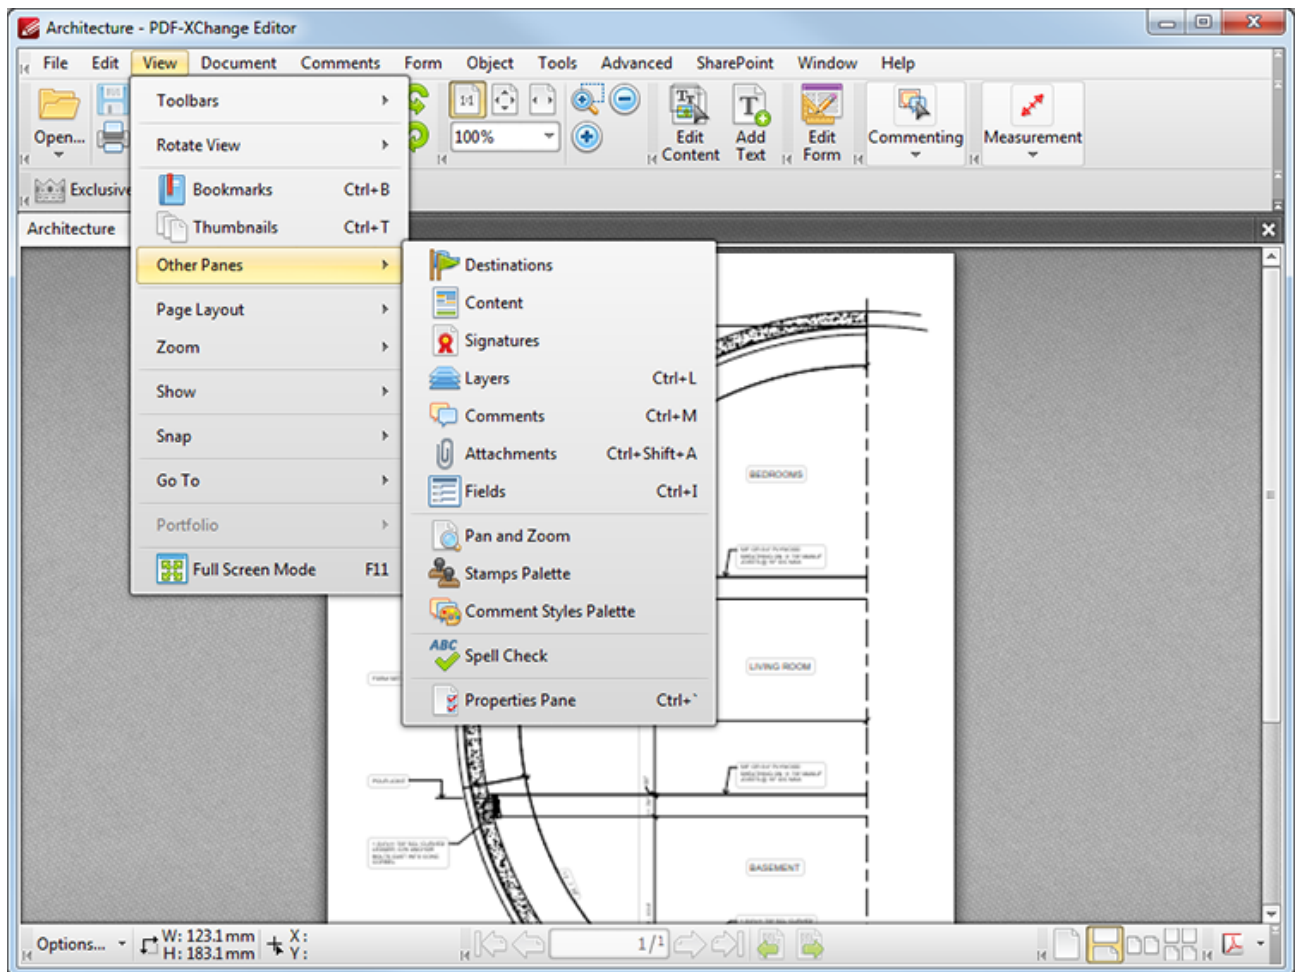 Architecture - PDF-XChange Editor
File Edit View Document Comments Form Object Tools Advanced SharePoint Window Help
Open...
1:1
100%
Edit Content
Add Text
Edit Form
Commenting
Measurement
Exclusive
Architecture
Toolbars
Rotate View
Bookmarks Ctrl+B
Thumbnails Ctrl+T
Other Panes
Page Layout
Zoom
Show
Snap
Go To
Portfolio
Full Screen Mode F11
Destinations
Content
Signatures
Layers Ctrl+L
Comments Ctrl+M
Attachments Ctrl+Shift+A
Fields Ctrl+I
Pan and Zoom
Stamps Palette
Comment Styles Palette
ABC
Spell Check
Properties Pane Ctrl+`
BEDROOMS
LIVING ROOM
BASEMENT
Options...
W: 123.1 mm
H: 183.1 mm
X:
Y:
1/1